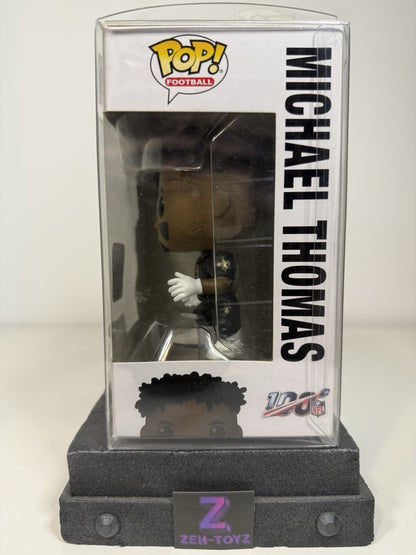 POP!
FOOTBALL
MICHAEL THOMAS
100
NFL
Z
ZEH-TOYZ